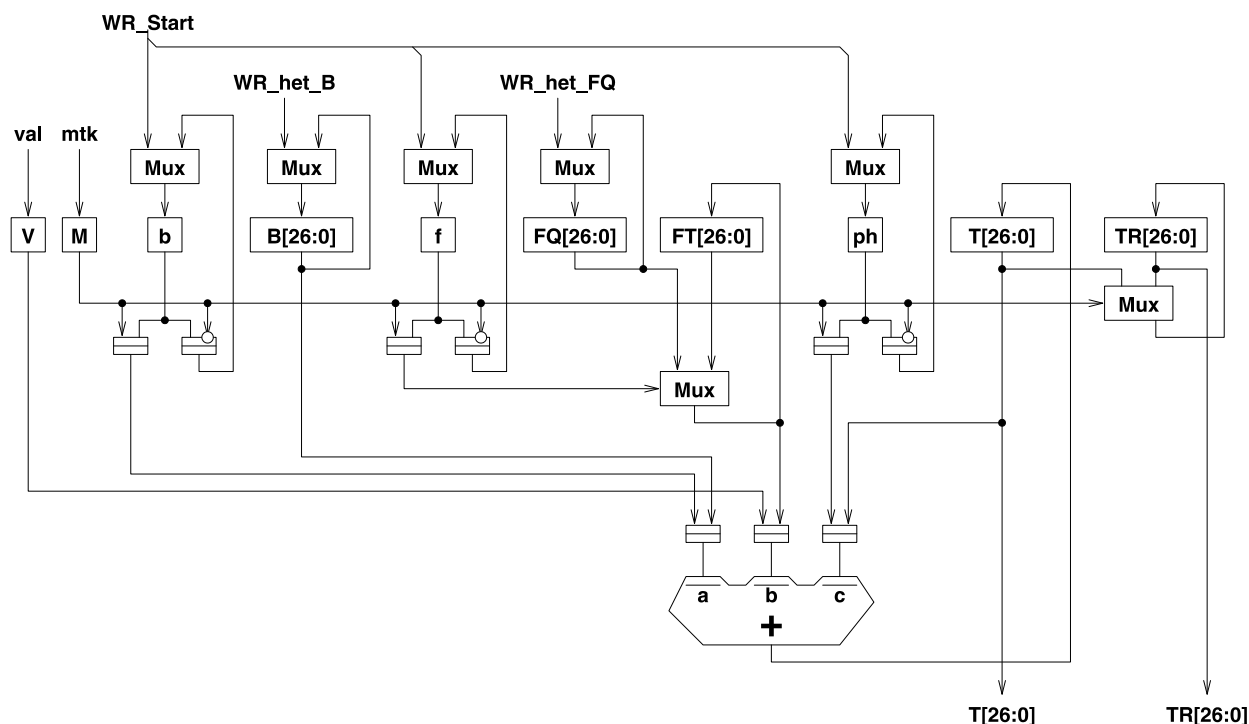 WR_Start
WR_het_B
WR_het_FQ
val
mtk
Mux
Mux
Mux
Mux
Mux
V
M
b
B[26:0]
f
FQ[26:0]
FT[26:0]
ph
T[26:0]
TR[26:0]
Mux
Mux
a
b
c
+
T[26:0]
TR[26:0]